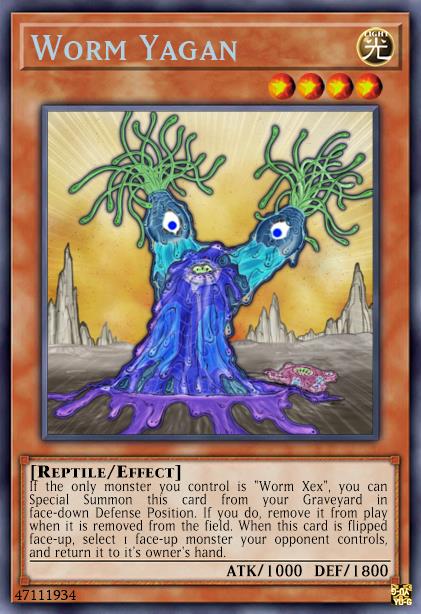 WORM YAGAN
LIGHT
光
[REPTILE/EFFECT]
If the only monster you control is "Worm Xex", you can
Special Summon this card from your Graveyard in
face-down Defense Position. If you do, remove it from play
when it is removed from the field. When this card is flipped
face-up, select 1 face-up monster your opponent controls,
and return it to it's owner's hand.
ATK/1000 DEF/1800
47111934